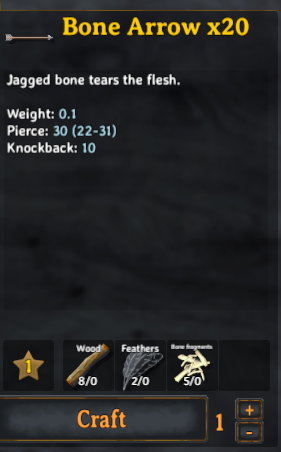 Bone Arrow x20
Jagged bone tears the flesh.
Weight: 0.1
Pierce: 30 (22-31)
Knockback: 10
1
Wood
8/0
Feathers
2/0
Bone fragments
5/0
Craft
1
+
-